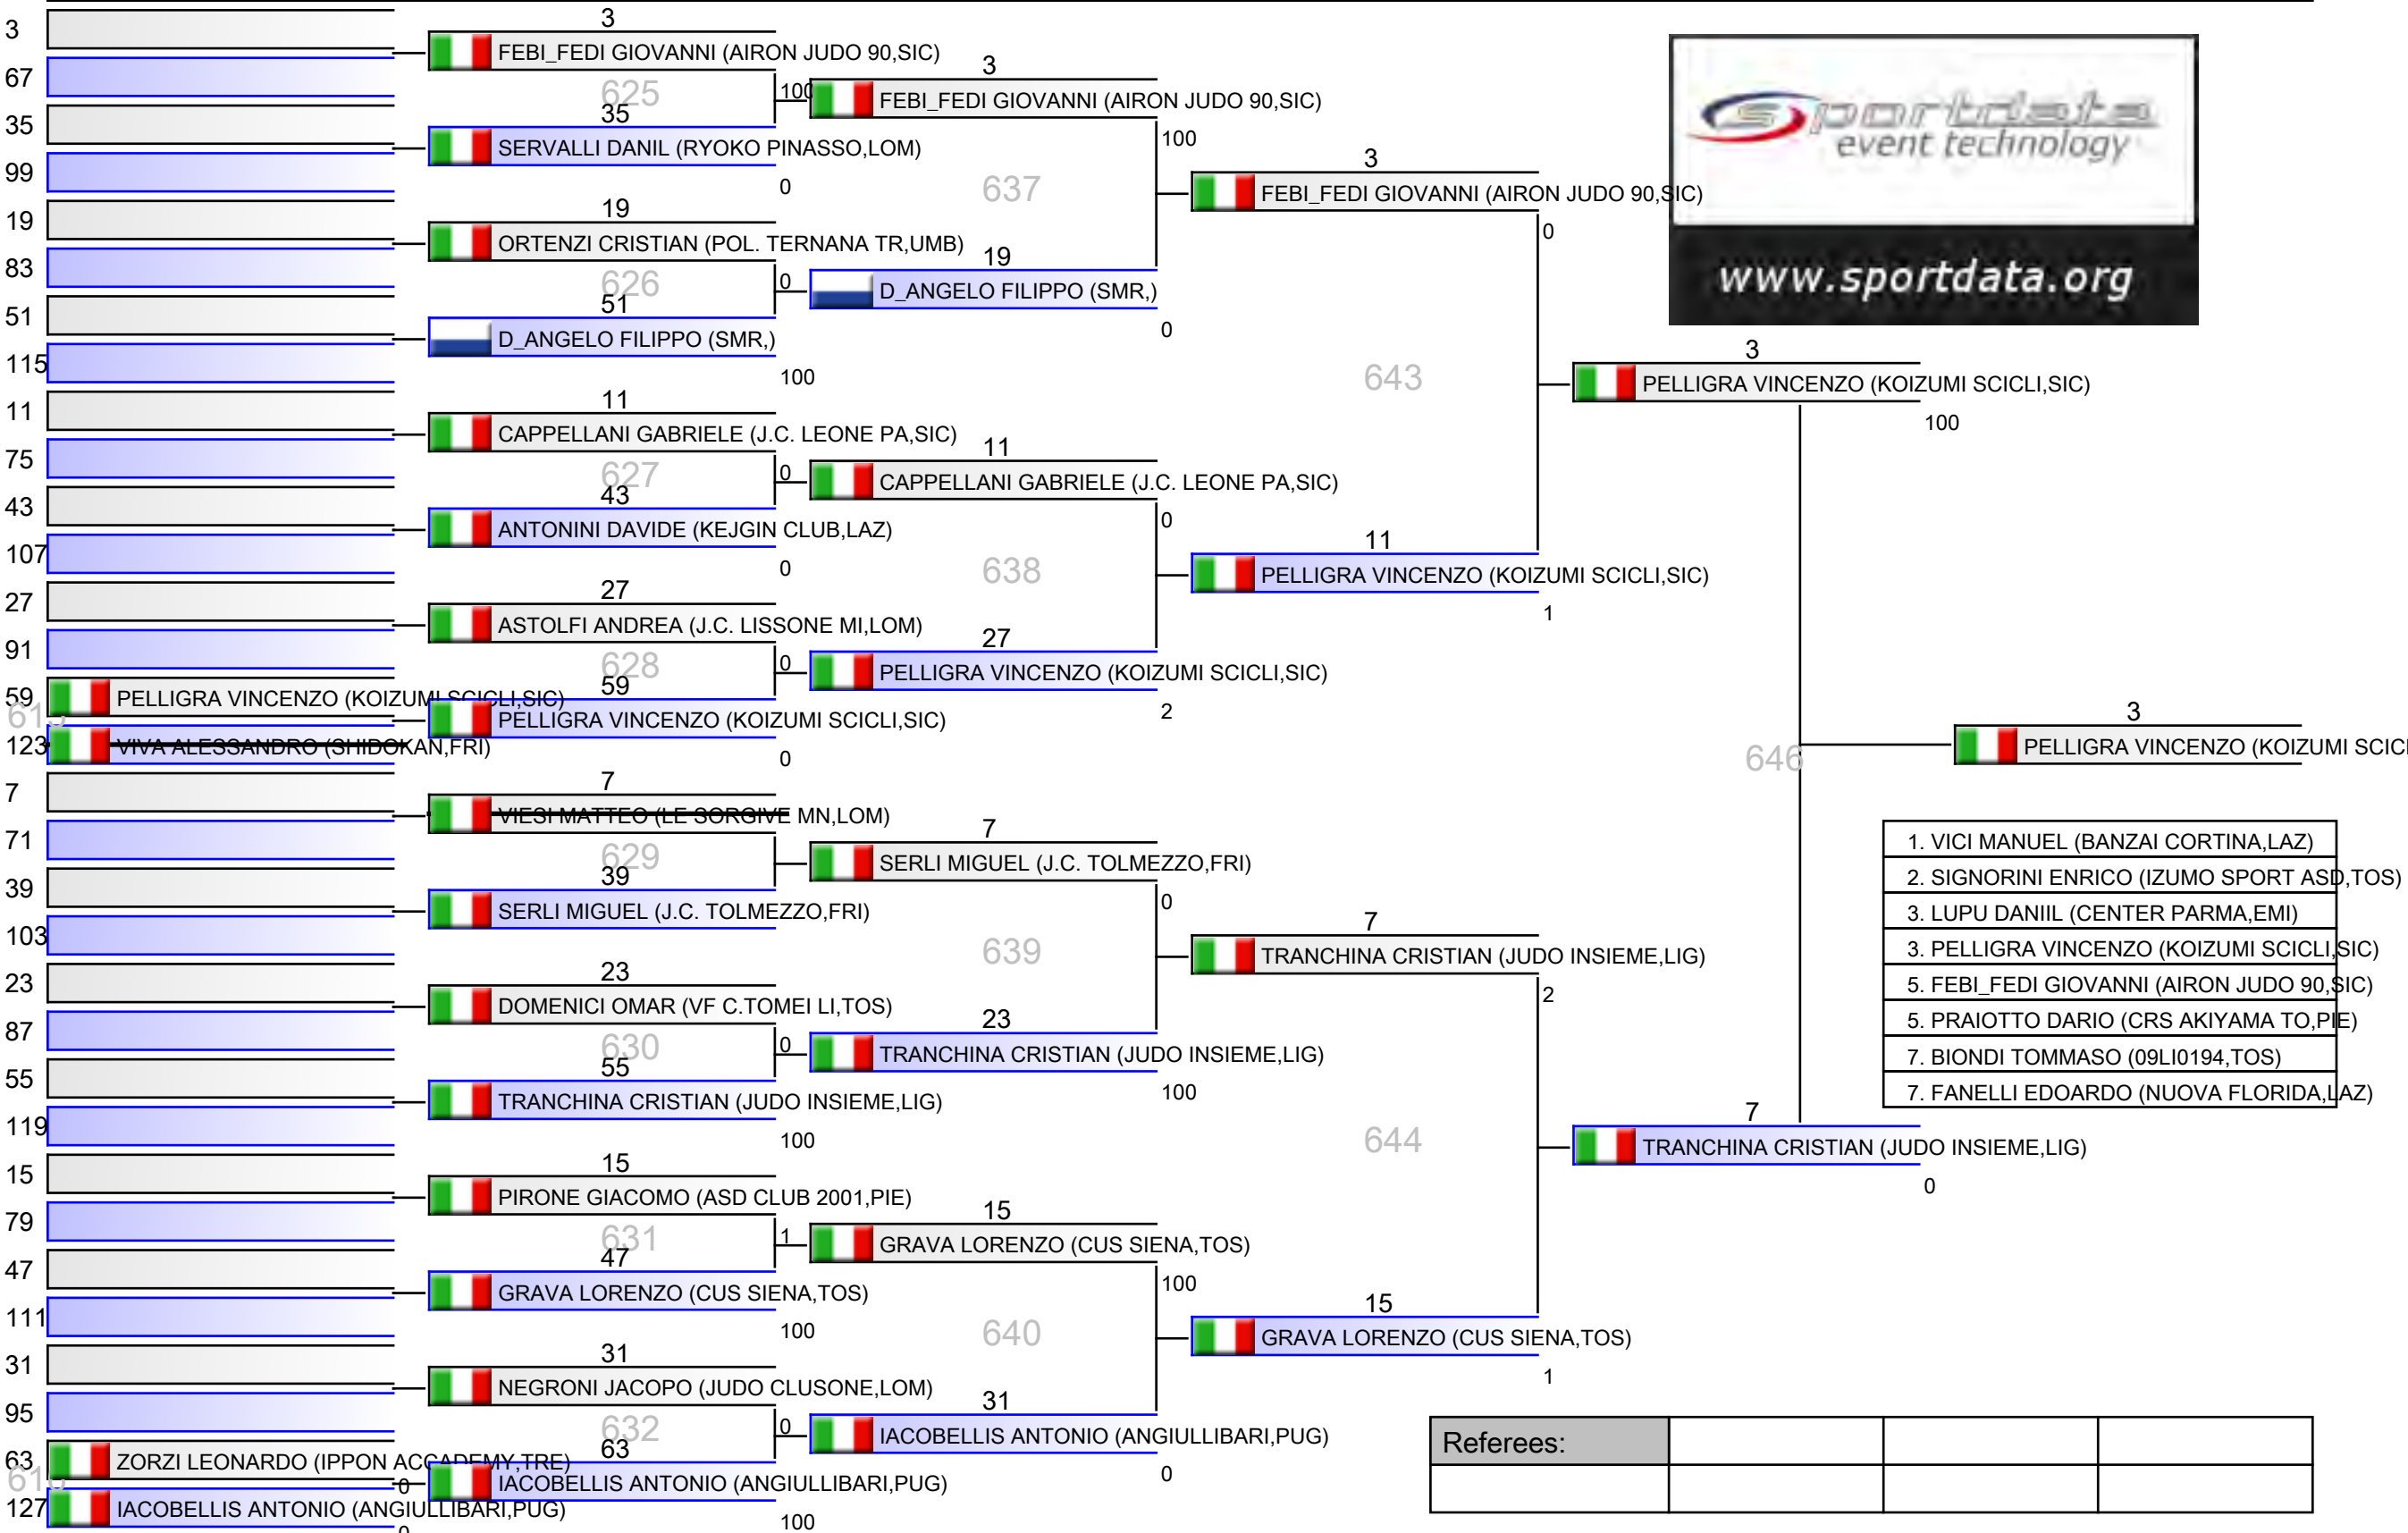 3
3
FEBI_FEDI GIOVANNI (AIRON JUDO 90,SIC)
67
625
100
3
FEBI_FEDI GIOVANNI (AIRON JUDO 90,SIC)
35
35
SERVALLI DANIL (RYOKO PINASSO,LOM)
100
99
0
637
3
FEBI_FEDI GIOVANNI (AIRON JUDO 90,SIC)
0
19
19
ORTENZI CRISTIAN (POL. TERNANA TR,UMB)
83
626
0
19
D_ANGELO FILIPPO (SMR,)
0
51
51
D_ANGELO FILIPPO (SMR,)
115
100
643
3
PELLIGRA VINCENZO (KOIZUMI SCICLI,SIC)
100
sportdata
event technology
www.sportdata.org
11
11
CAPPELLANI GABRIELE (J.C. LEONE PA,SIC)
75
627
0
11
CAPPELLANI GABRIELE (J.C. LEONE PA,SIC)
0
43
43
ANTONINI DAVIDE (KEJGIN CLUB,LAZ)
107
0
638
11
PELLIGRA VINCENZO (KOIZUMI SCICLI,SIC)
1
27
27
ASTOLFI ANDREA (J.C. LISSONE MI,LOM)
91
628
0
27
PELLIGRA VINCENZO (KOIZUMI SCICLI,SIC)
2
59
PELLIGRA VINCENZO (KOIZUMI SCICLI,SIC)
59
PELLIGRA VINCENZO (KOIZUMI SCICLI,SIC)
123
VIVA ALESSANDRO (SHIDOKAN,FRI)
0
646
3
PELLIGRA VINCENZO (KOIZUMI
7
7
VIESI MATTEO (LE SORGIVE MN,LOM)
71
629
7
SERLI MIGUEL (J.C. TOLMEZZO,FRI)
0
39
39
SERLI MIGUEL (J.C. TOLMEZZO,FRI)
103
639
7
TRANCHINA CRISTIAN (JUDO INSIEME,LIG)
2
23
23
DOMENICI OMAR (VF C.TOMEI LI,TOS)
87
630
0
23
TRANCHINA CRISTIAN (JUDO INSIEME,LIG)
100
55
55
TRANCHINA CRISTIAN (JUDO INSIEME,LIG)
119
100
644
7
TRANCHINA CRISTIAN (JUDO INSIEME,LIG)
0
1. VICI MANUEL (BANZAI CORTINA,LAZ)
2. SIGNORINI ENRICO (IZUMO SPORT ASD,TOS)
3. LUPU DANIIL (CENTER PARMA,EMI)
3. PELLIGRA VINCENZO (KOIZUMI SCICLI,SIC)
5. FEBI_FEDI GIOVANNI (AIRON JUDO 90,SIC)
5. PRAIOTTO DARIO (CRS AKIYAMA TO,PIE)
7. BIONDI TOMMASO (09LI0194,TOS)
7. FANELLI EDOARDO (NUOVA FLORIDA,LAZ)
15
15
PIRONE GIACOMO (ASD CLUB 2001,PIE)
79
631
1
15
GRAVA LORENZO (CUS SIENA,TOS)
100
47
47
GRAVA LORENZO (CUS SIENA,TOS)
111
100
640
15
GRAVA LORENZO (CUS SIENA,TOS)
1
31
31
NEGRONI JACOPO (JUDO CLUSONE,LOM)
95
632
0
31
IACOBELLIS ANTONIO (ANGIULLIBARI,PUG)
0
63
ZORZI LEONARDO (IPPON ACCADEMY,TRE)
0
63
IACOBELLIS ANTONIO (ANGIULLIBARI,PUG)
127
IACOBELLIS ANTONIO (ANGIULLIBARI,PUG)
100
Referees: